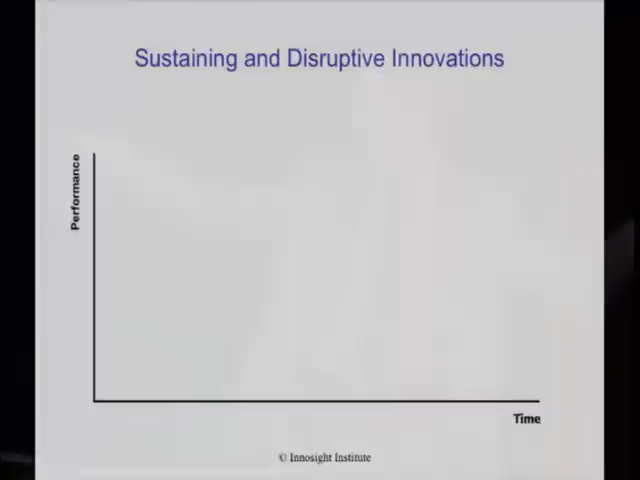 Sustaining and Disruptive Innovations
Performance
Time
© Innosight Institute